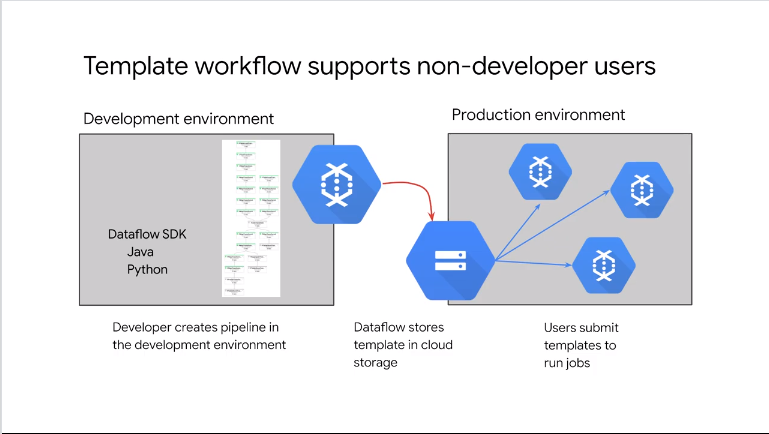 Template workflow supports non-developer users
Development environment
Production environment
Dataflow SDK
Java
Python
Developer creates pipeline in
the development environment
Dataflow stores
template in cloud
storage
Users submit
templates to
run jobs